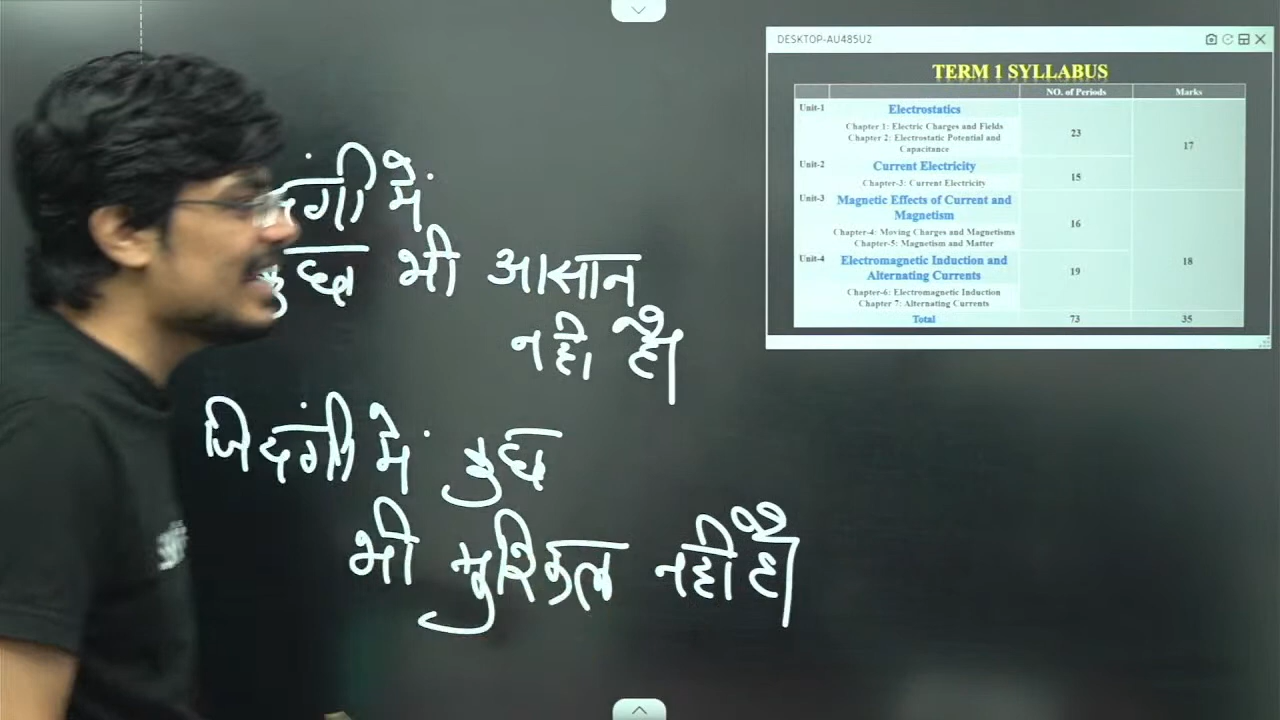 DESKTOP-AU485U2
TERM 1 SYLLABUS
NO. of Periods Marks
Unit-1 Electrostatics
Chapter 1: Electric Charges and Fields
Chapter 2: Electrostatic Potential and
Capacitance
23
17
Unit-2 Current Electricity
Chapter-3: Current Electricity
15
Unit-3 Magnetic Effects of Current and
Magnetism
Chapter-4: Moving Charges and Magnetisms
Chapter-5: Magnetism and Matter
16
Unit-4 Electromagnetic Induction and
Alternating Currents
Chapter-6: Electromagnetic Induction
Chapter 7: Alternating Currents
19
18
Total 73 35
में
कुछ भी आसान
नही है।
जिदंगी में कुछ
भी मुश्किल नही है।